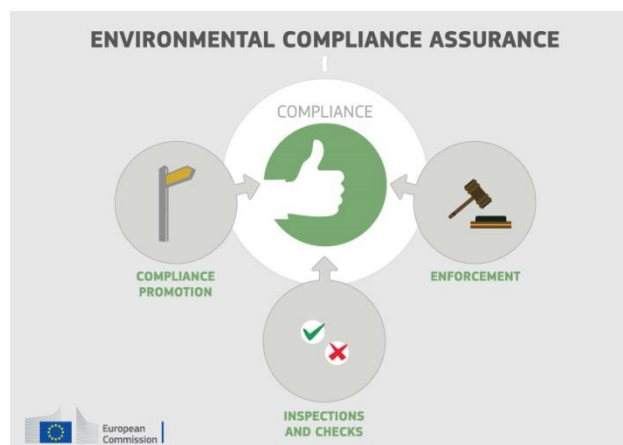 ENVIRONMENTAL COMPLIANCE ASSURANCE
COMPLIANCE
COMPLIANCE
PROMOTION
ENFORCEMENT
INSPECTIONS
AND CHECKS
European
Commission